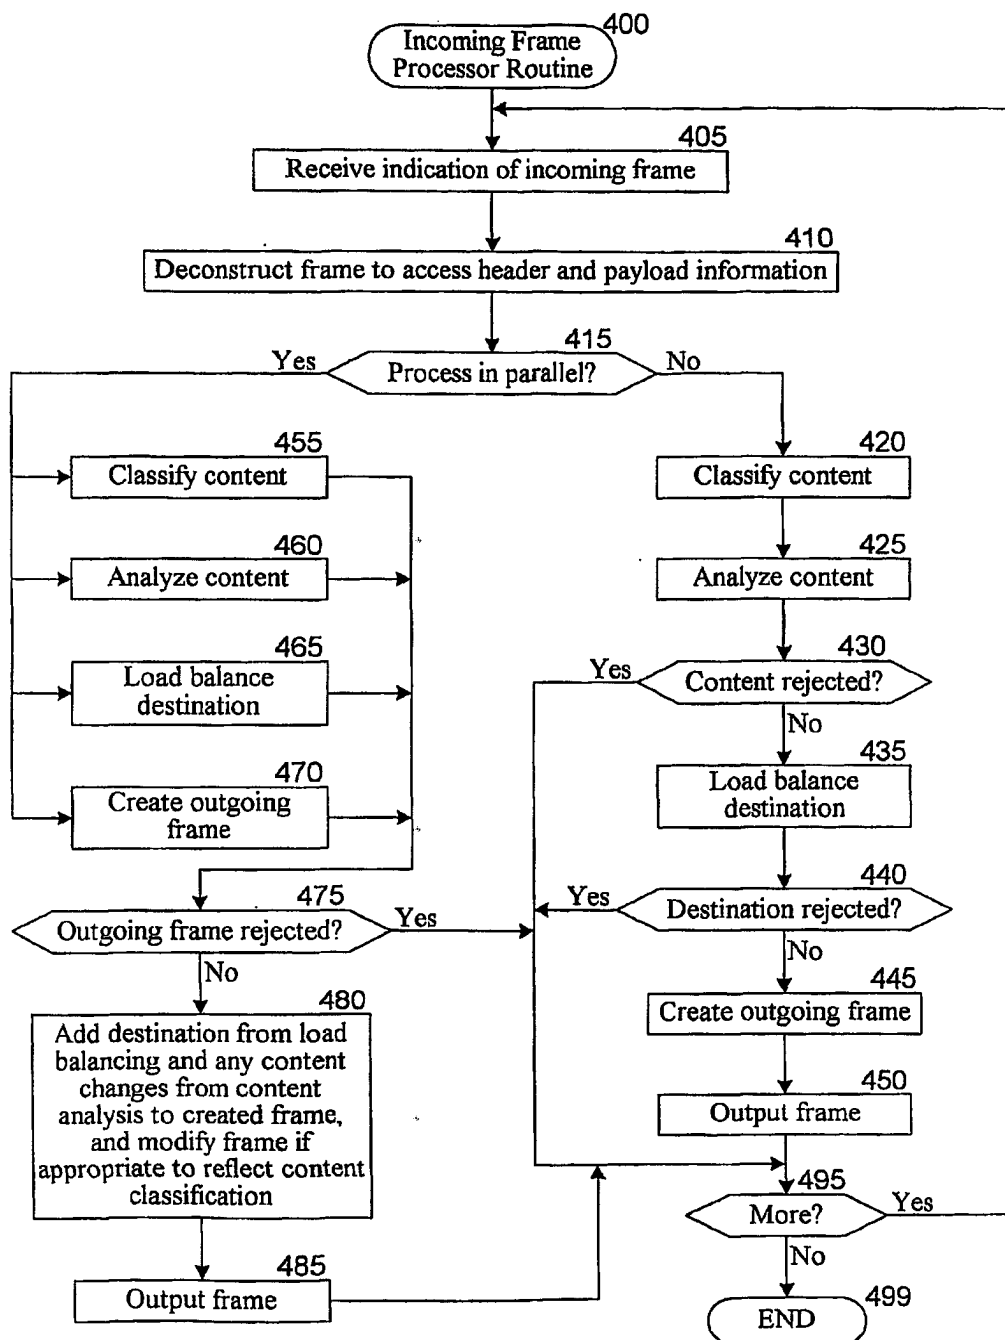 400
Incoming Frame
Processor Routine
405
Receive indication of incoming frame
410
Deconstruct frame to access header and payload information
415
Yes
Process in parallel?
No
455
Classify content
460
Analyze content
465
Load balance
destination
470
Create outgoing
frame
475
Outgoing frame rejected?
Yes
No
480
Add destination from load
balancing and any content
changes from content
analysis to created frame,
and modify frame if
appropriate to reflect content
classification
485
Output frame
420
Classify content
425
Analyze content
430
Yes
Content rejected?
No
435
Load balance
destination
440
Yes
Destination rejected?
No
445
Create outgoing frame
450
Output frame
495
More?
Yes
No
499
END